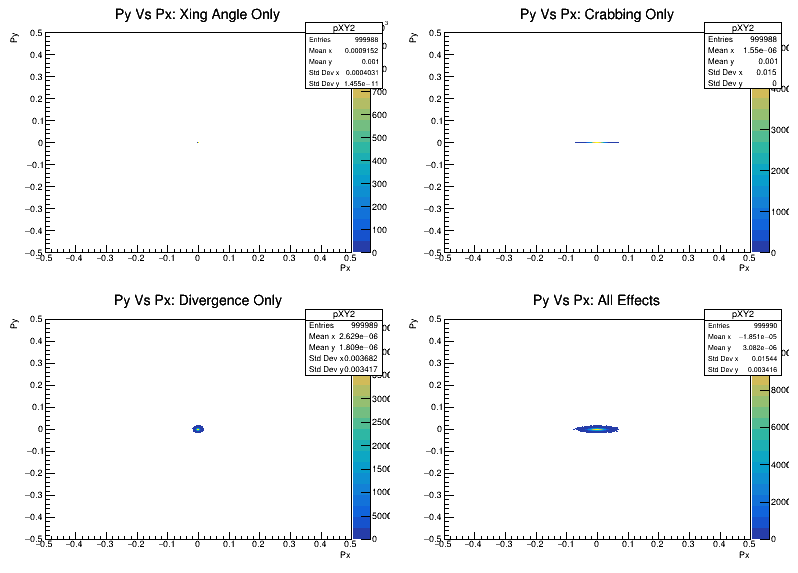 Py Vs Px: Xing Angle Only
pXY2
Entries 999988
Mean x 0.0009152
Mean y 0.001
Std Dev x 0.0004031
Std Dev y 1.455e−11
Py
0.5
0.4
0.3
0.2
0.1
0
−0.1
−0.2
−0.3
−0.4
−0.5
−0.5 −0.4 −0.3 −0.2 −0.1 0 0.1 0.2 0.3 0.4 0.5
Px
700
600
500
400
300
200
100
0
Py Vs Px: Crabbing Only
pXY2
Entries 999988
Mean x 1.55e−06
Mean y 0.001
Std Dev x 0.015
Std Dev y 0
Py
0.5
0.4
0.3
0.2
0.1
0
−0.1
−0.2
−0.3
−0.4
−0.5
−0.5 −0.4 −0.3 −0.2 −0.1 0 0.1 0.2 0.3 0.4 0.5
Px
0
Py Vs Px: Divergence Only
pXY2
Entries 999989
Mean x 2.629e−06
Mean y 1.809e−06
Std Dev x 0.003682
Std Dev y 0.003417
Py
0.5
0.4
0.3
0.2
0.1
0
−0.1
−0.2
−0.3
−0.4
−0.5
−0.5 −0.4 −0.3 −0.2 −0.1 0 0.1 0.2 0.3 0.4 0.5
Px
500
0
Py Vs Px: All Effects
pXY2
Entries 999990
Mean x −1.851e−05
Mean y 3.082e−06
Std Dev x 0.01544
Std Dev y 0.003416
Py
0.5
0.4
0.3
0.2
0.1
0
−0.1
−0.2
−0.3
−0.4
−0.5
−0.5 −0.4 −0.3 −0.2 −0.1 0 0.1 0.2 0.3 0.4 0.5
Px
0